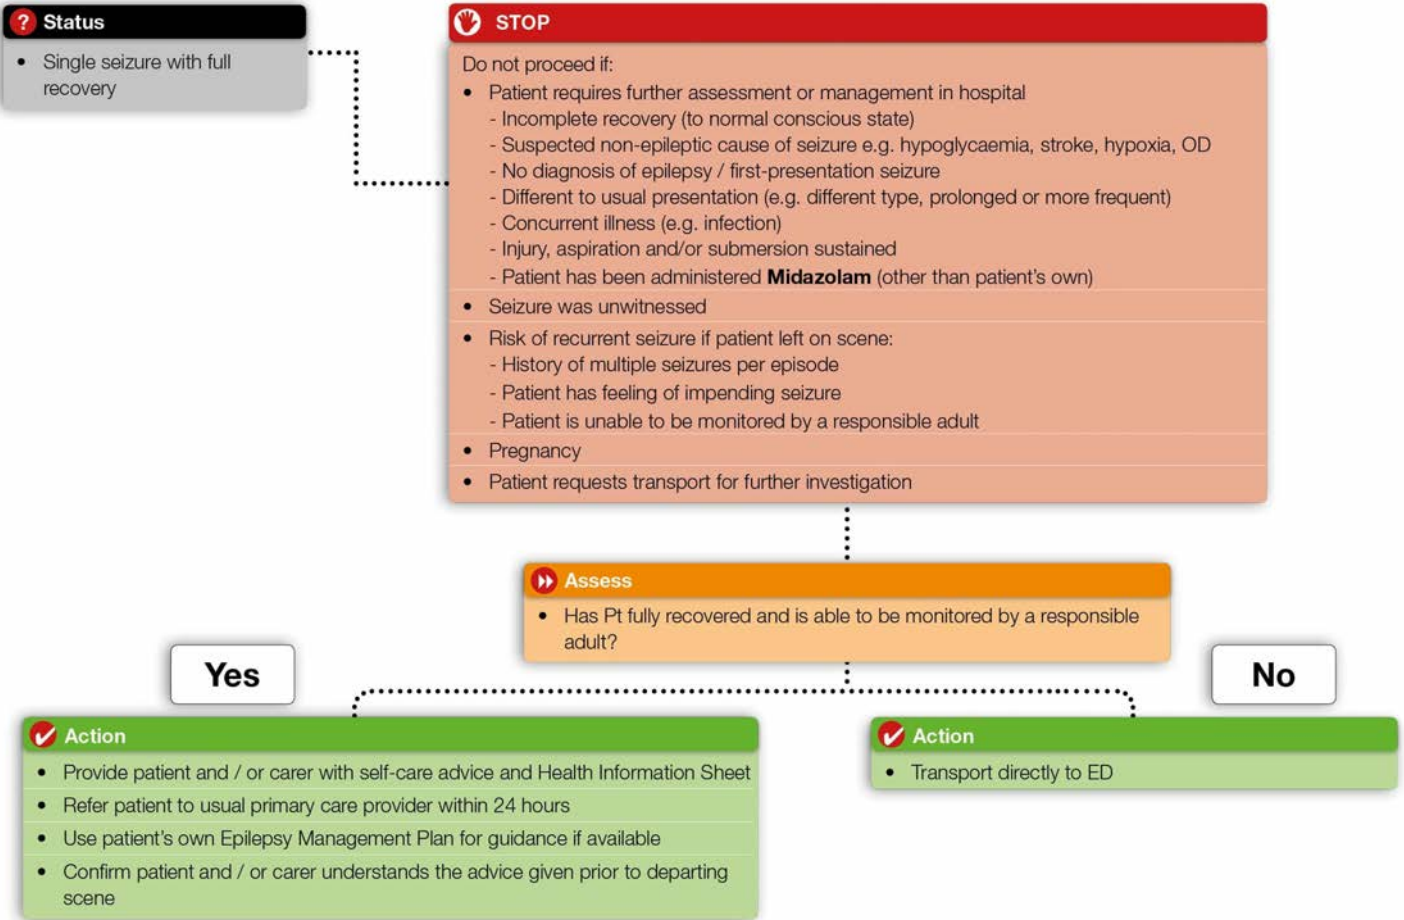 ? Status
• Single seizure with full
recovery
STOP
Do not proceed if:
• Patient requires further assessment or management in hospital
- Incomplete recovery (to normal conscious state)
- Suspected non-epileptic cause of seizure e.g. hypoglycaemia, stroke, hypoxia, OD
- No diagnosis of epilepsy / first-presentation seizure
- Different to usual presentation (e.g. different type, prolonged or more frequent)
- Concurrent illness (e.g. infection)
- Injury, aspiration and/or submersion sustained
- Patient has been administered Midazolam (other than patient's own)
• Seizure was unwitnessed
• Risk of recurrent seizure if patient left on scene:
- History of multiple seizures per episode
- Patient has feeling of impending seizure
- Patient is unable to be monitored by a responsible adult
• Pregnancy
• Patient requests transport for further investigation
Assess
• Has Pt fully recovered and is able to be monitored by a responsible
adult?
Yes
No
Action
• Provide patient and / or carer with self-care advice and Health Information Sheet
• Refer patient to usual primary care provider within 24 hours
• Use patient's own Epilepsy Management Plan for guidance if available
• Confirm patient and / or carer understands the advice given prior to departing
scene
Action
• Transport directly to ED